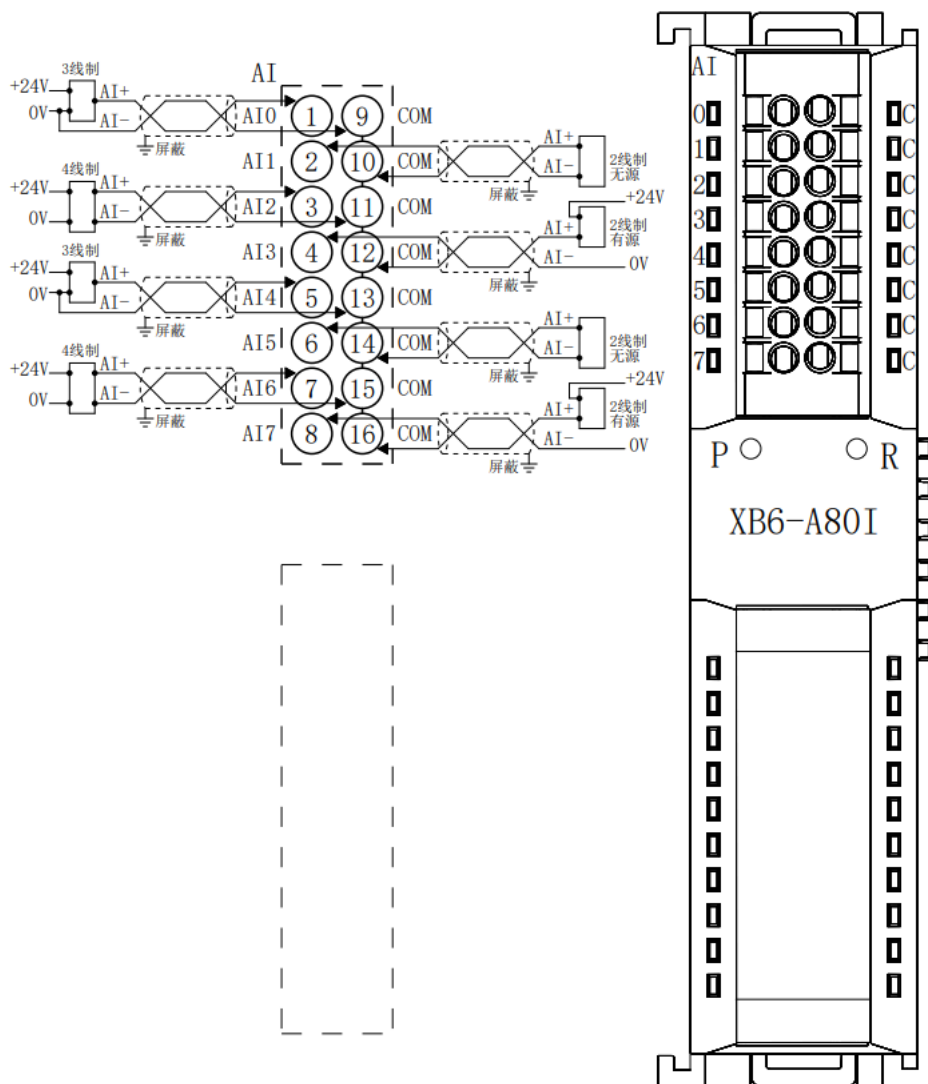 AI
3线制
+24V
0V
AI+
AI-
屏蔽
AI0
1
9
COM
AI1
2
10
COM
AI+
AI-
2线制
无源
屏蔽
4线制
+24V
0V
AI+
AI-
屏蔽
AI2
3
11
COM
AI3
4
12
COM
+24V
AI+
AI-
2线制
有源
0V
屏蔽
3线制
+24V
0V
AI+
AI-
屏蔽
AI4
5
13
COM
AI5
6
14
COM
AI+
AI-
2线制
无源
屏蔽
4线制
+24V
0V
AI+
AI-
屏蔽
AI6
7
15
COM
AI7
8
16
COM
+24V
AI+
AI-
2线制
有源
0V
屏蔽
AI
0 C
1 C
2 C
3 C
4 C
5 C
6 C
7 C
P R
XB6-A80I